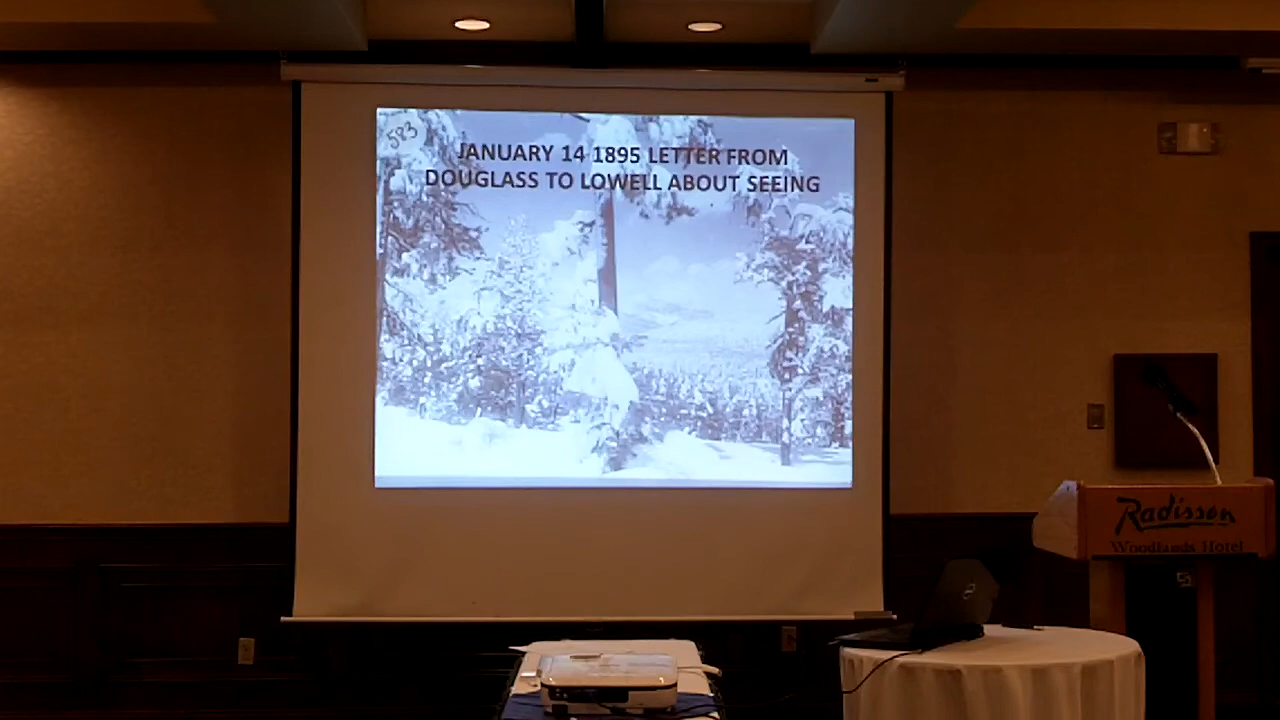 583
JANUARY 14 1895 LETTER FROM
DOUGLASS TO LOWELL ABOUT SEEING
Radisson
Woodlands Hotel